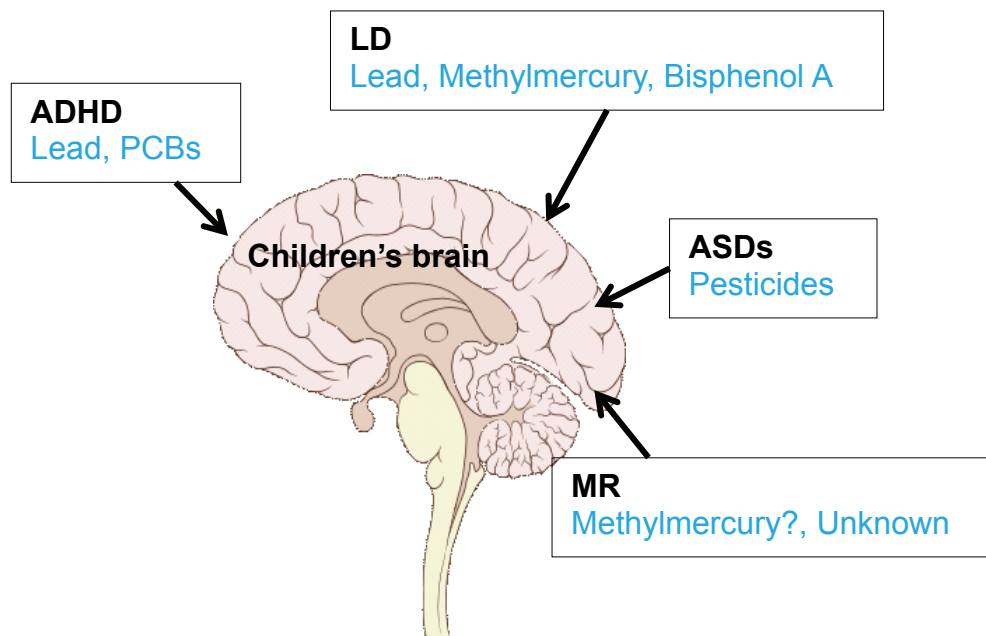 LD
Lead, Methylmercury, Bisphenol A
ADHD
Lead, PCBs
Children’s brain
ASDs
Pesticides
MR
Methylmercury?, Unknown